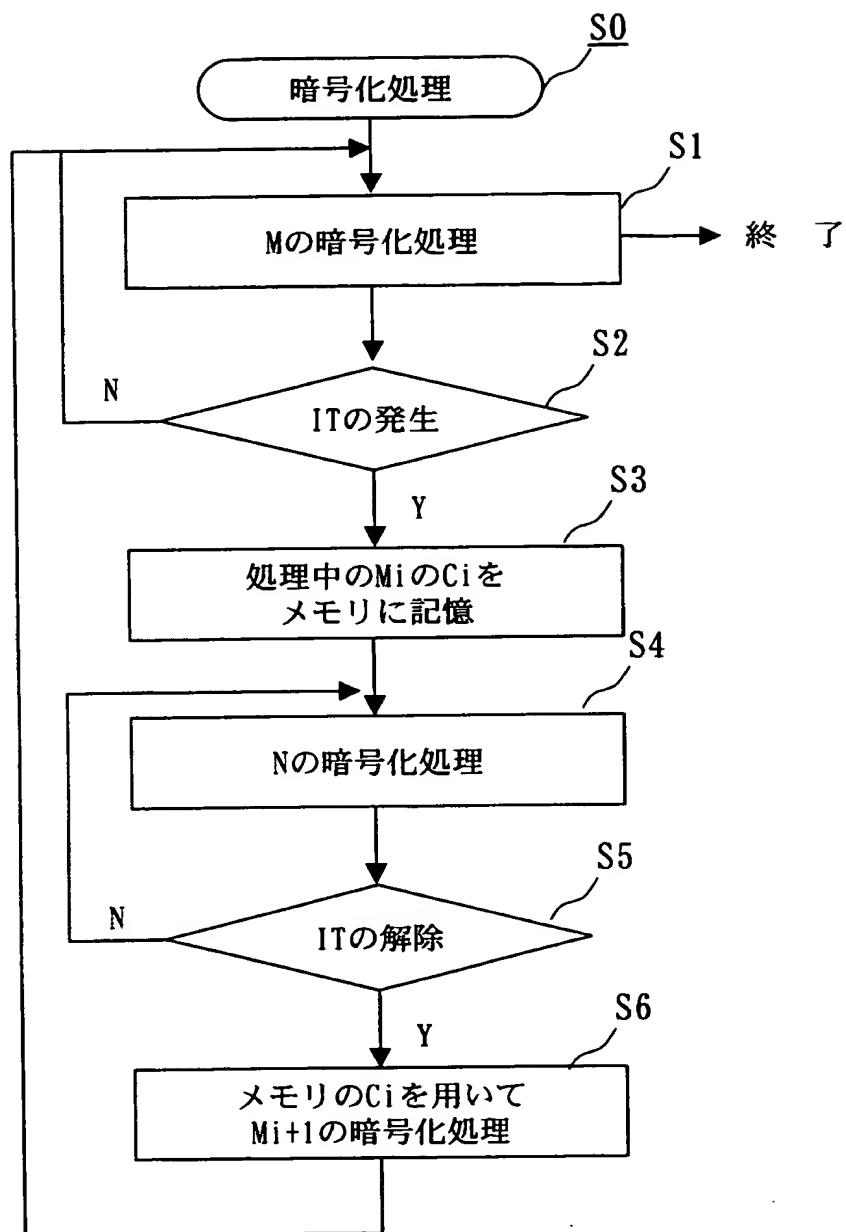 S0
暗号化処理
S1
Mの暗号化処理
終 了
S2
N
ITの発生
Y
S3
処理中のMiのCiを
メモリに記憶
S4
Nの暗号化処理
S5
N
ITの解除
Y
S6
メモリのCiを用いて
Mi+1の暗号化処理